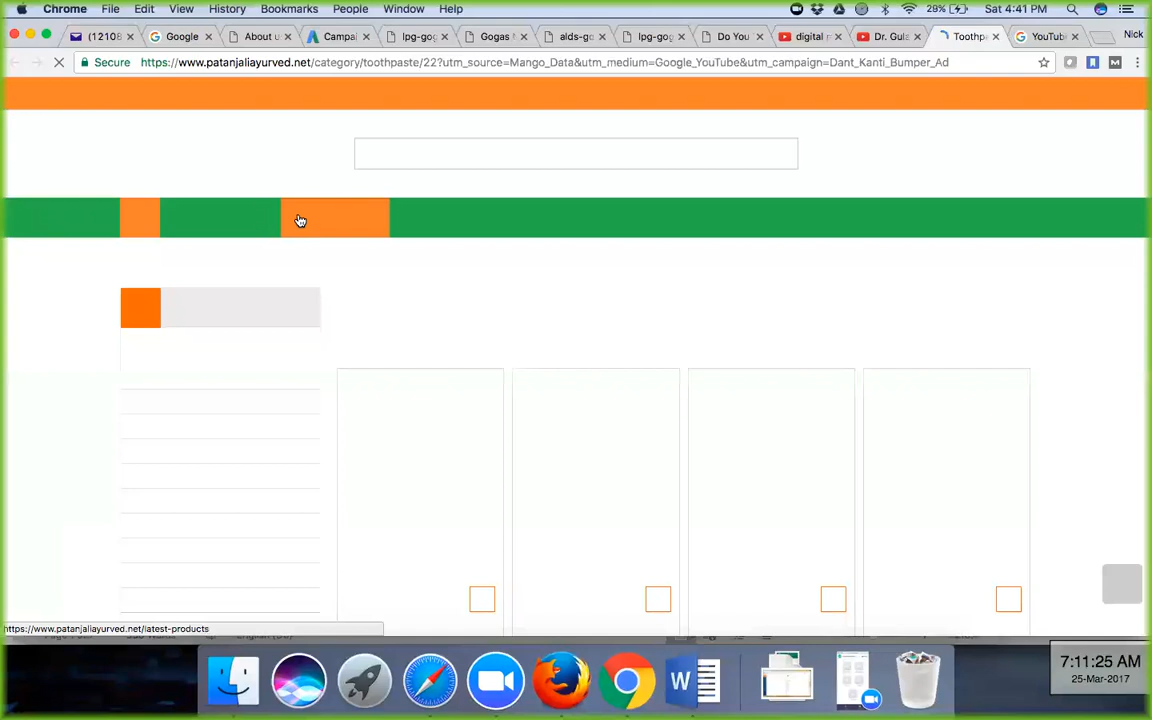 Chrome File Edit View History Bookmarks People Window Help 28% Sat 4:41 PM
(12108 Google About u Campai lpg-gog Gogas alds-go lpg-gog Do You digital m Dr. Gula Toothp YouTub Nick
Secure https://www.patanjaliayurved.net/category/toothpaste/22?utm_source=Mango_Data&utm_medium=Google_YouTube&utm_campaign=Dant_Kanti_Bumper_Ad
https://www.patanjaliayurved.net/latest-products
W
7:11:25 AM
25-Mar-2017